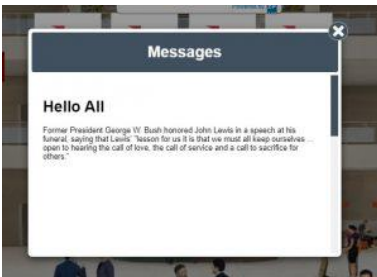 Messages
Hello All
Former President George W. Bush honored John Lewis in a speech at his
funeral, saying that Lewis' "lesson for us it is that we must all keep ourselves ...
open to hearing the call of love, the call of service and a call to sacrifice for
others."